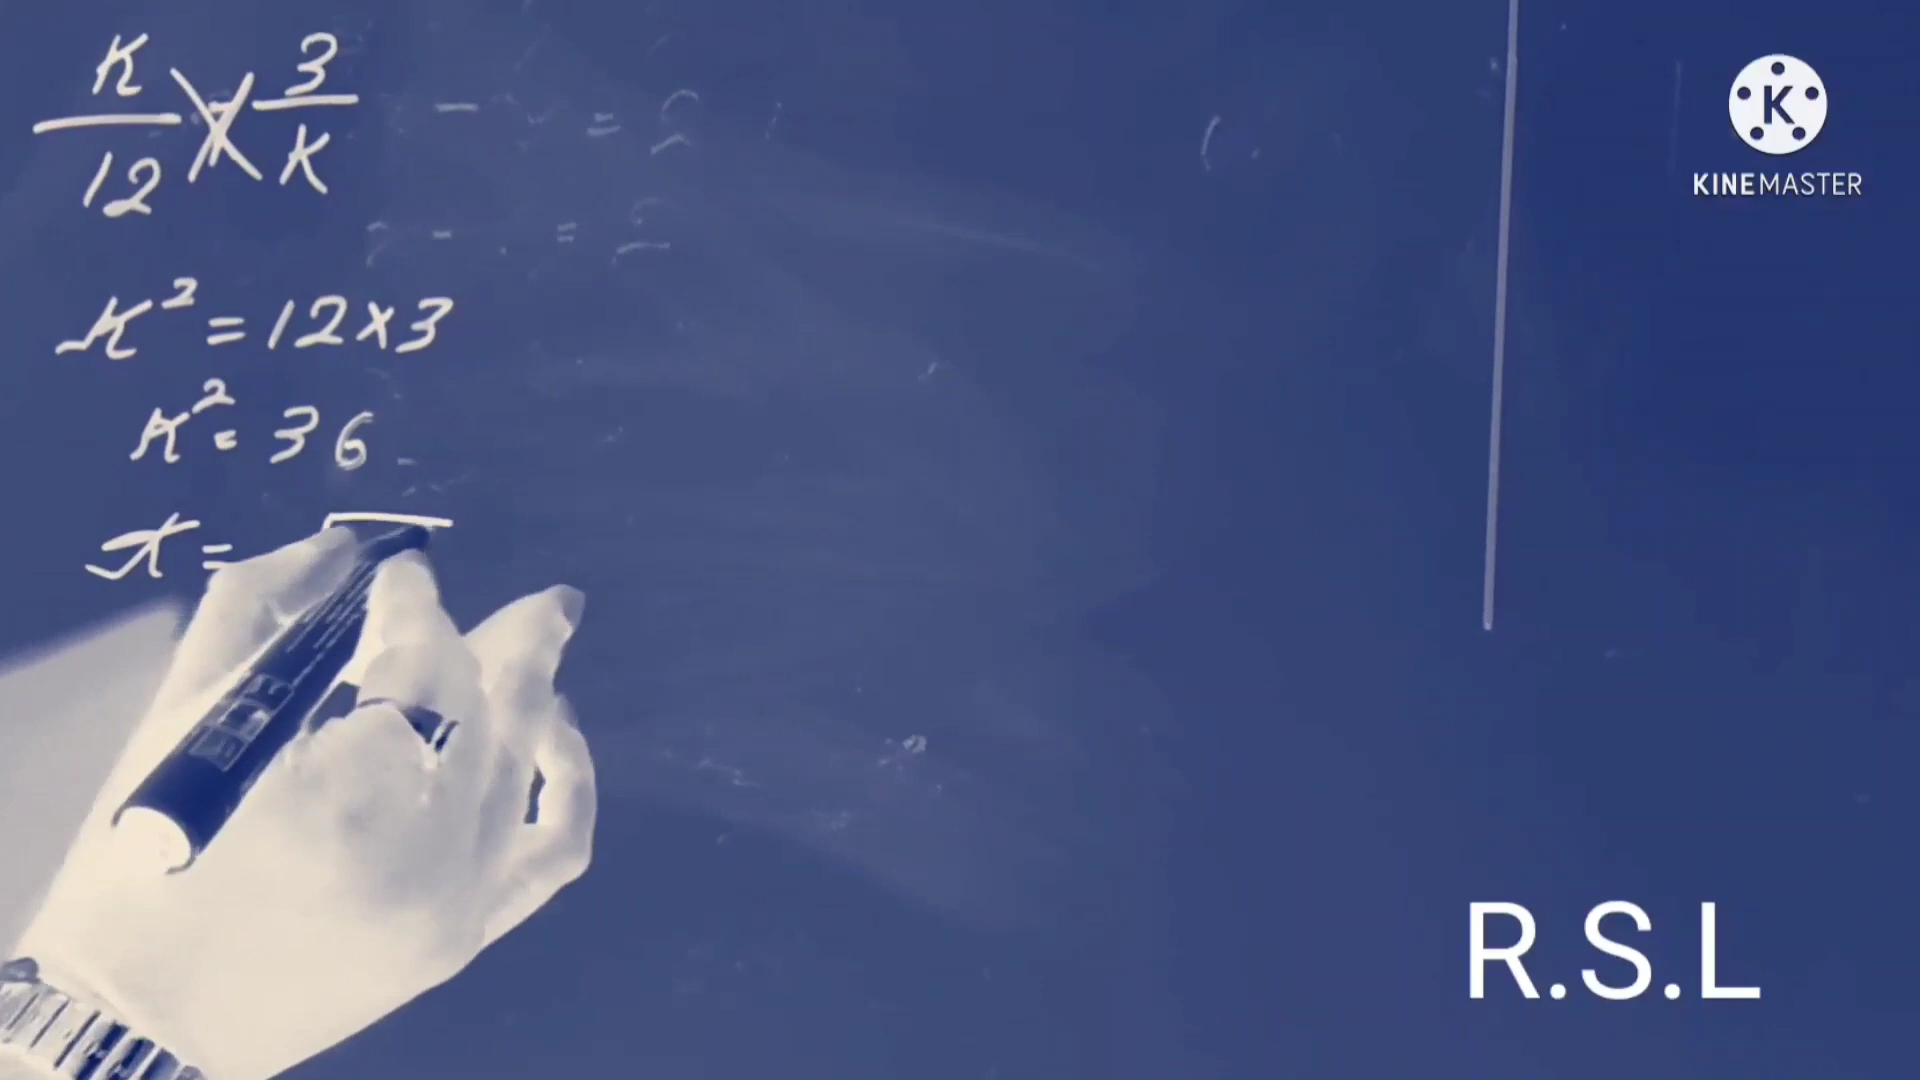 K/12 = 3/K
K² = 12×3
K² = 36
x =
K
KINEMASTER
R.S.L